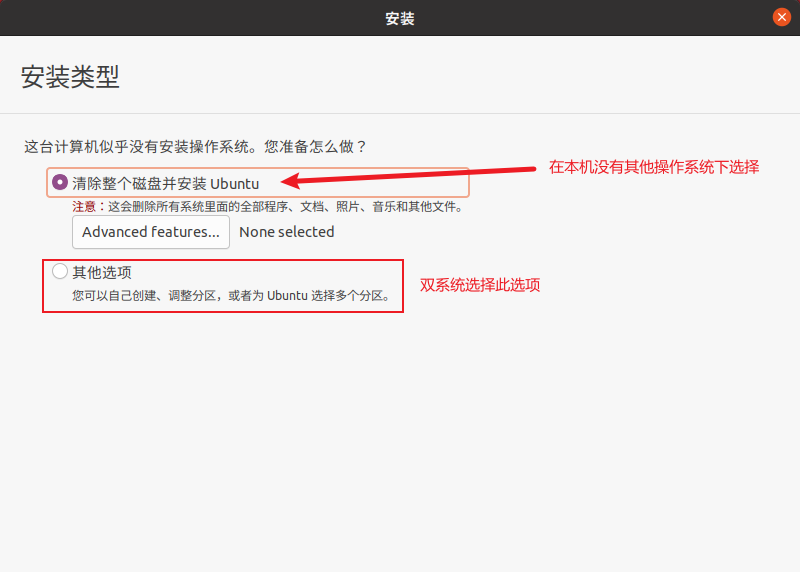 安装
安装类型
这台计算机似乎没有安装操作系统。您准备怎么做？
清除整个磁盘并安装 Ubuntu
在本机没有其他操作系统下选择
注意：这会删除所有系统里面的全部程序、文档、照片、音乐和其他文件。
Advanced features... None selected
其他选项
您可以自己创建、调整分区，或者为 Ubuntu 选择多个分区。
双系统选择此选项